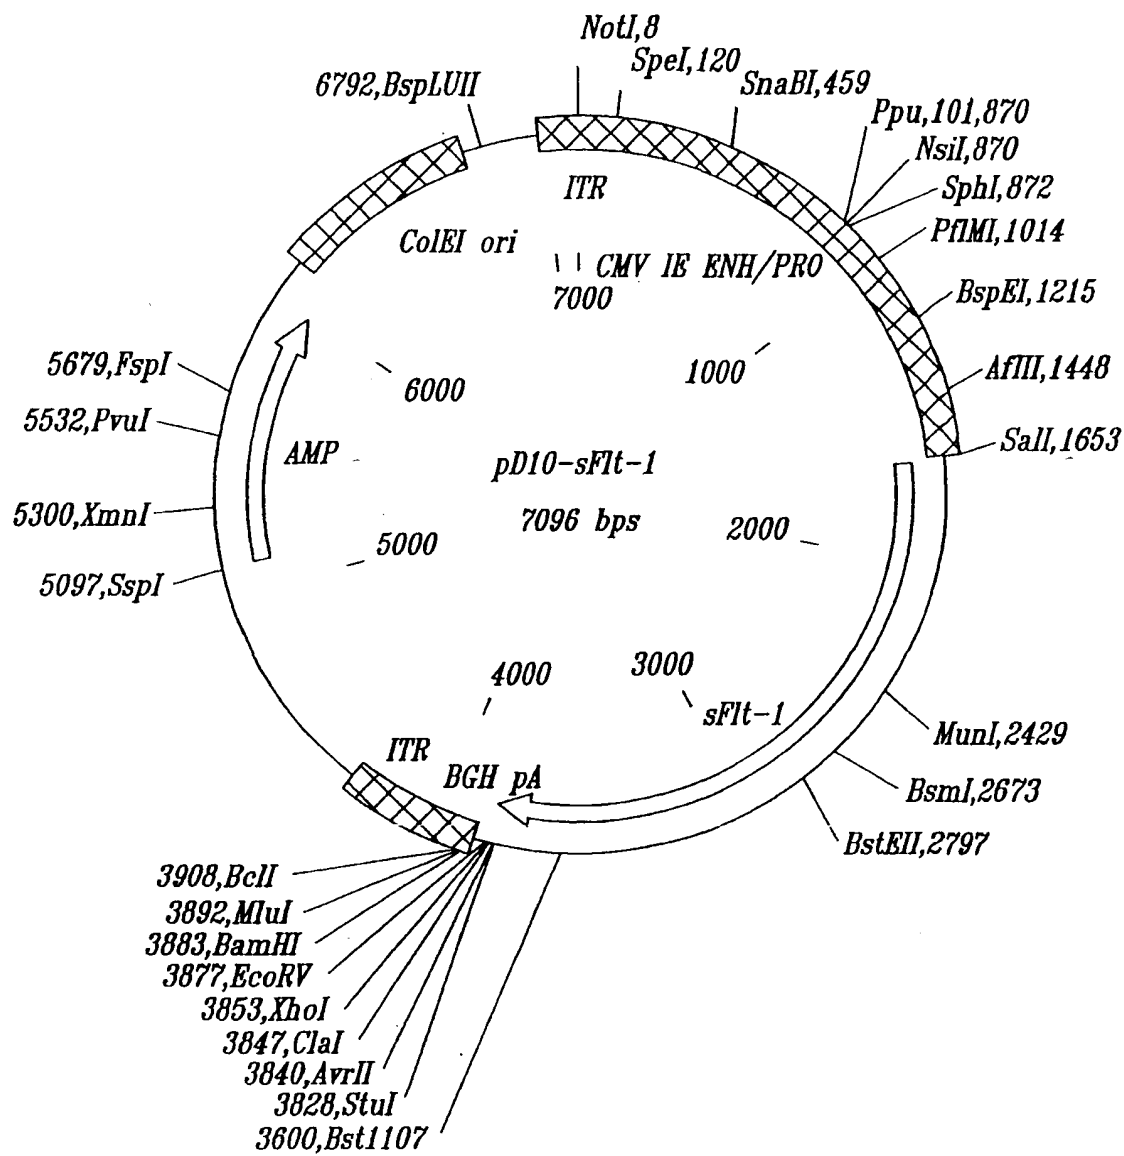 NotI,8
SpeI,120
SnaBI,459
6792,BspLUII
Ppu,101,870
NsiI,870
SphI,872
PflMI,1014
BspEI,1215
AflII,1448
SalI,1653
ITR
ColEI ori
CMV IE ENH/PRO
7000
1000
6000
5679,FspI
5532,PvuI
AMP
pD10-sFlt-1
7096 bps
5300,XmnI
2000
5000
5097,SspI
4000
3000
sFlt-1
MunI,2429
ITR
BGH pA
BsmI,2673
BstEII,2797
3908,BclI
3892,MluI
3883,BamHI
3877,EcoRV
3853,XhoI
3847,ClaI
3840,AvrII
3828,StuI
3600,Bst1107